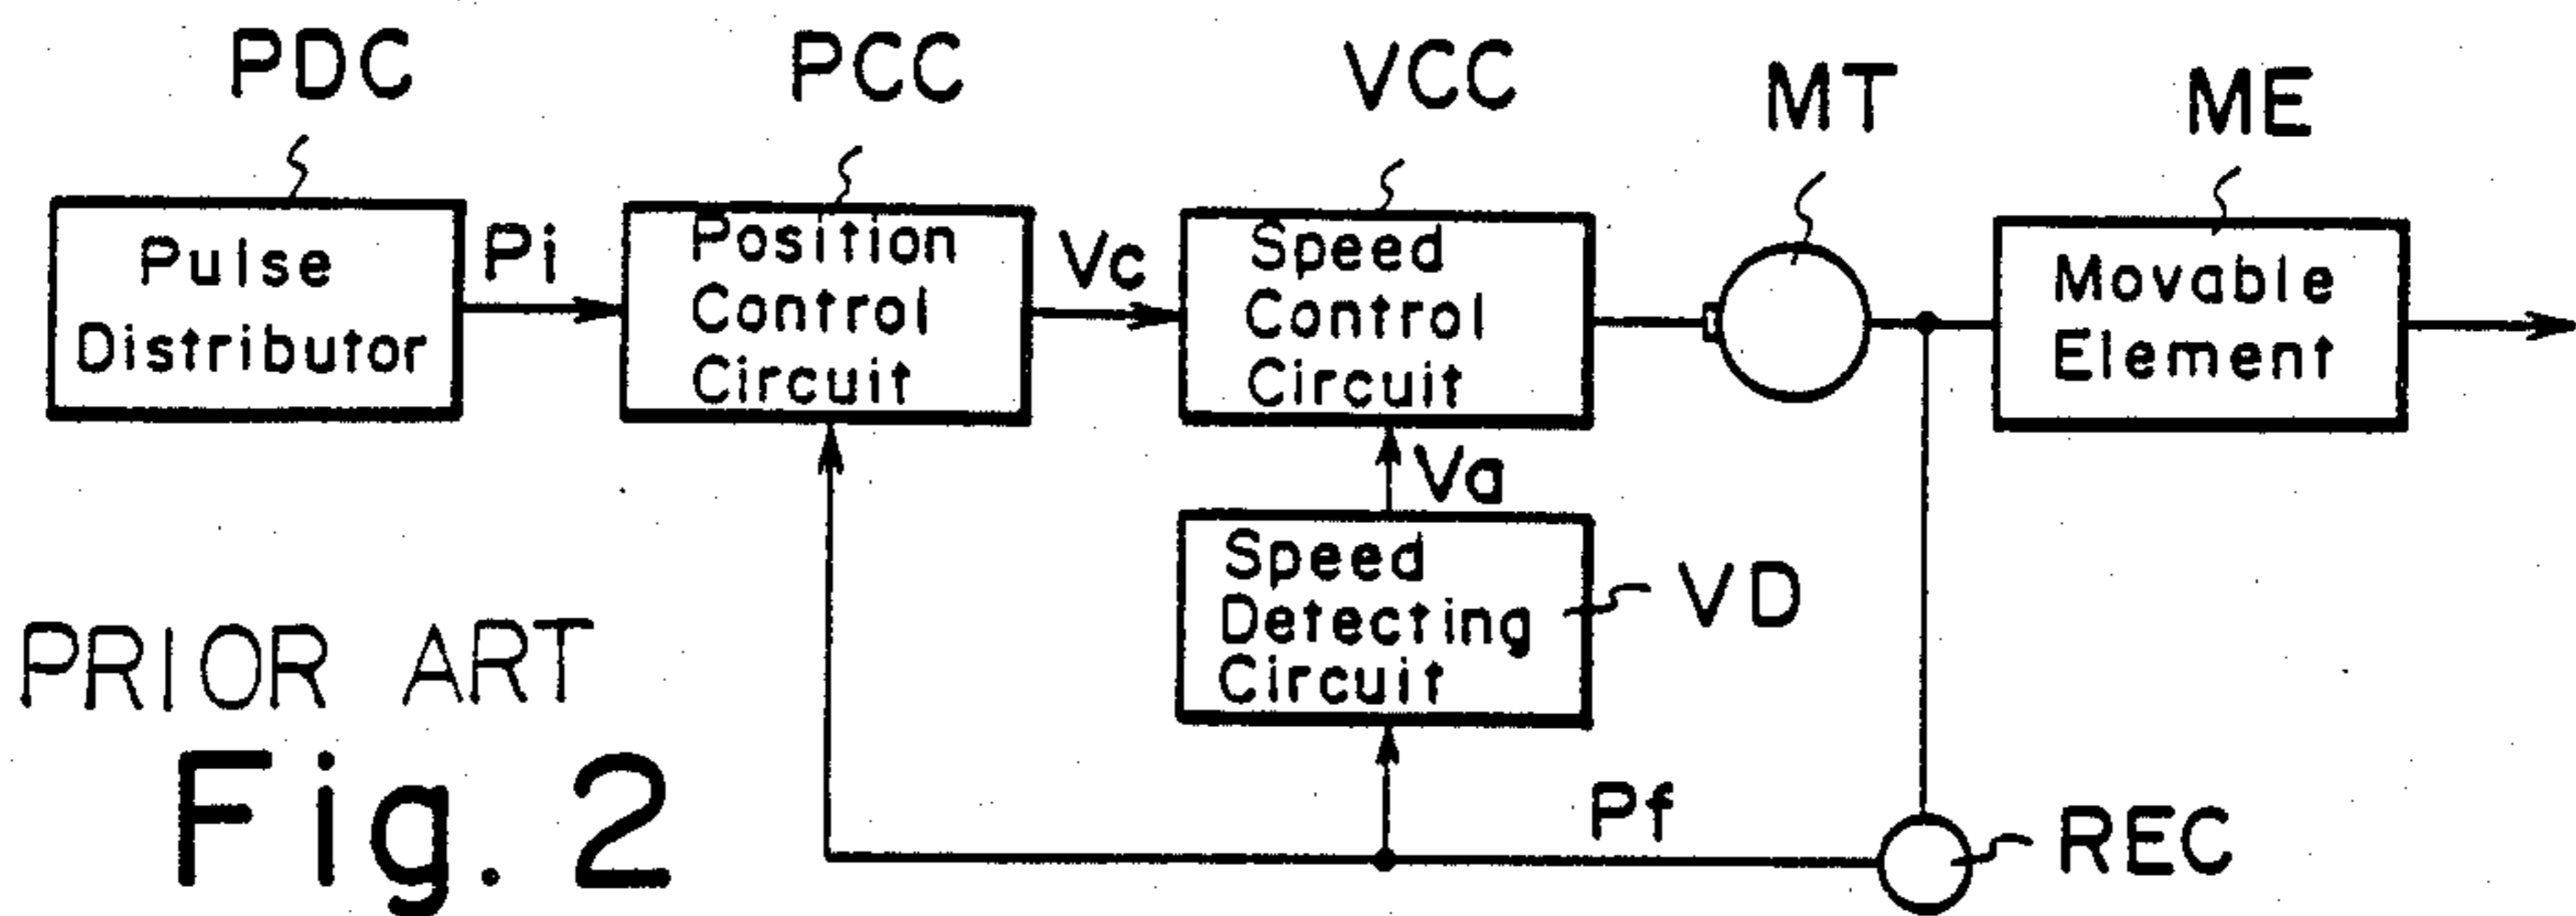 PDC
PCC
VCC
MT
ME
Pulse
Distributor
Pi
Position
Control
Circuit
Vc
Speed
Control
Circuit
Movable
Element
Va
Speed
Detecting
Circuit
VD
PRIOR ART
Fig. 2
Pf
REC